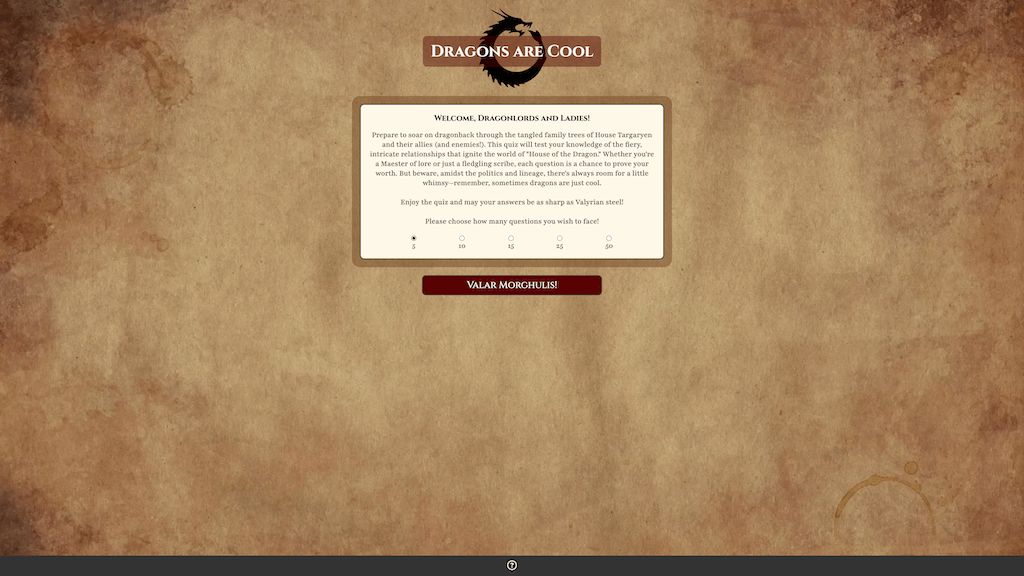 Dragons are Cool
Welcome, Dragonlords and Ladies!
Prepare to soar on dragonback through the tangled family trees of House Targaryen
and their allies (and enemies!). This quiz will test your knowledge of the fiery,
intricate relationships that ignite the world of "House of the Dragon." Whether you're
a Maester of lore or just a fledgling scribe, each question is a chance to prove your
worth. But beware, amidst the politics and lineage, there's always room for a little
whimsy—remember, sometimes dragons are just cool.
Enjoy the quiz and may your answers be as sharp as Valyrian steel!
Please choose how many questions you wish to face!
5 10 15 25 50
Valar Morghulis!
?